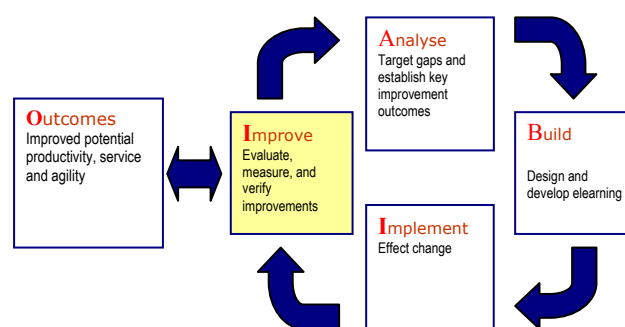 Outcomes
Improved potential
productivity, service
and agility
Improve
Evaluate,
measure, and
verify
improvements
Analyse
Target gaps and
establish key
improvement
outcomes
Build
Design and
develop elearning
Implement
Effect change